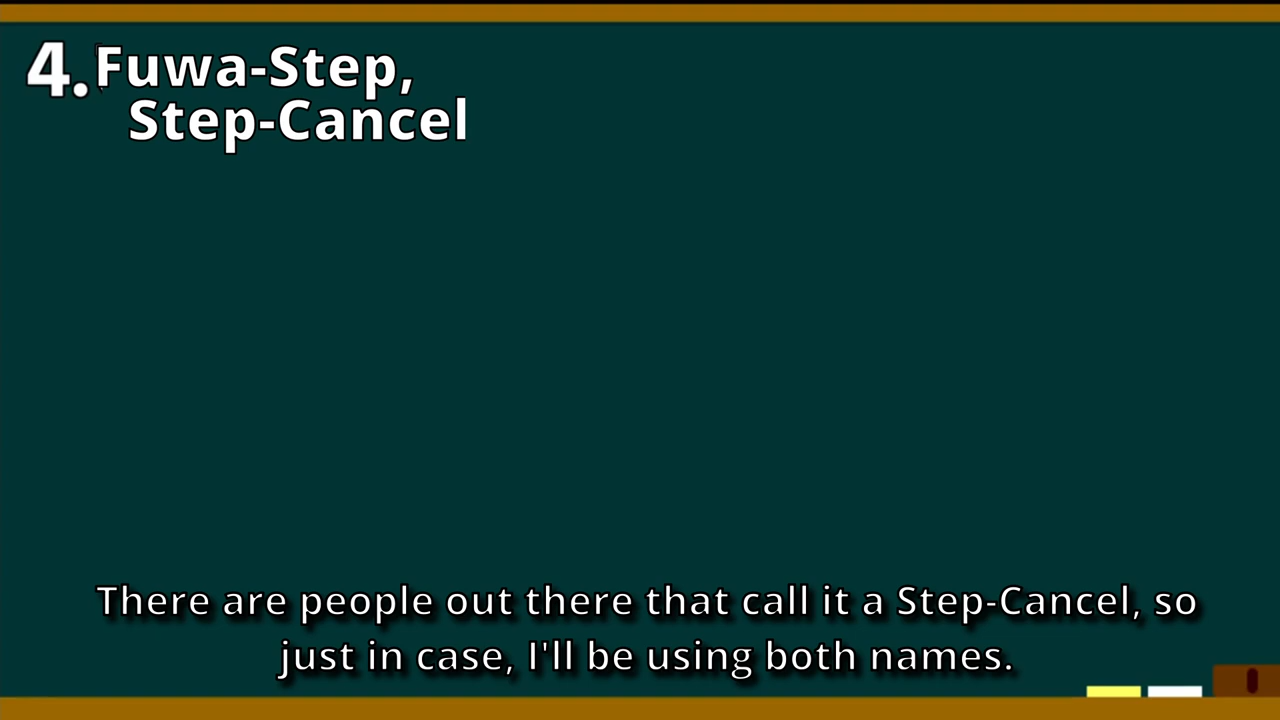 4. Fuwa-Step,
Step-Cancel
There are people out there that call it a Step-Cancel, so
just in case, I'll be using both names.